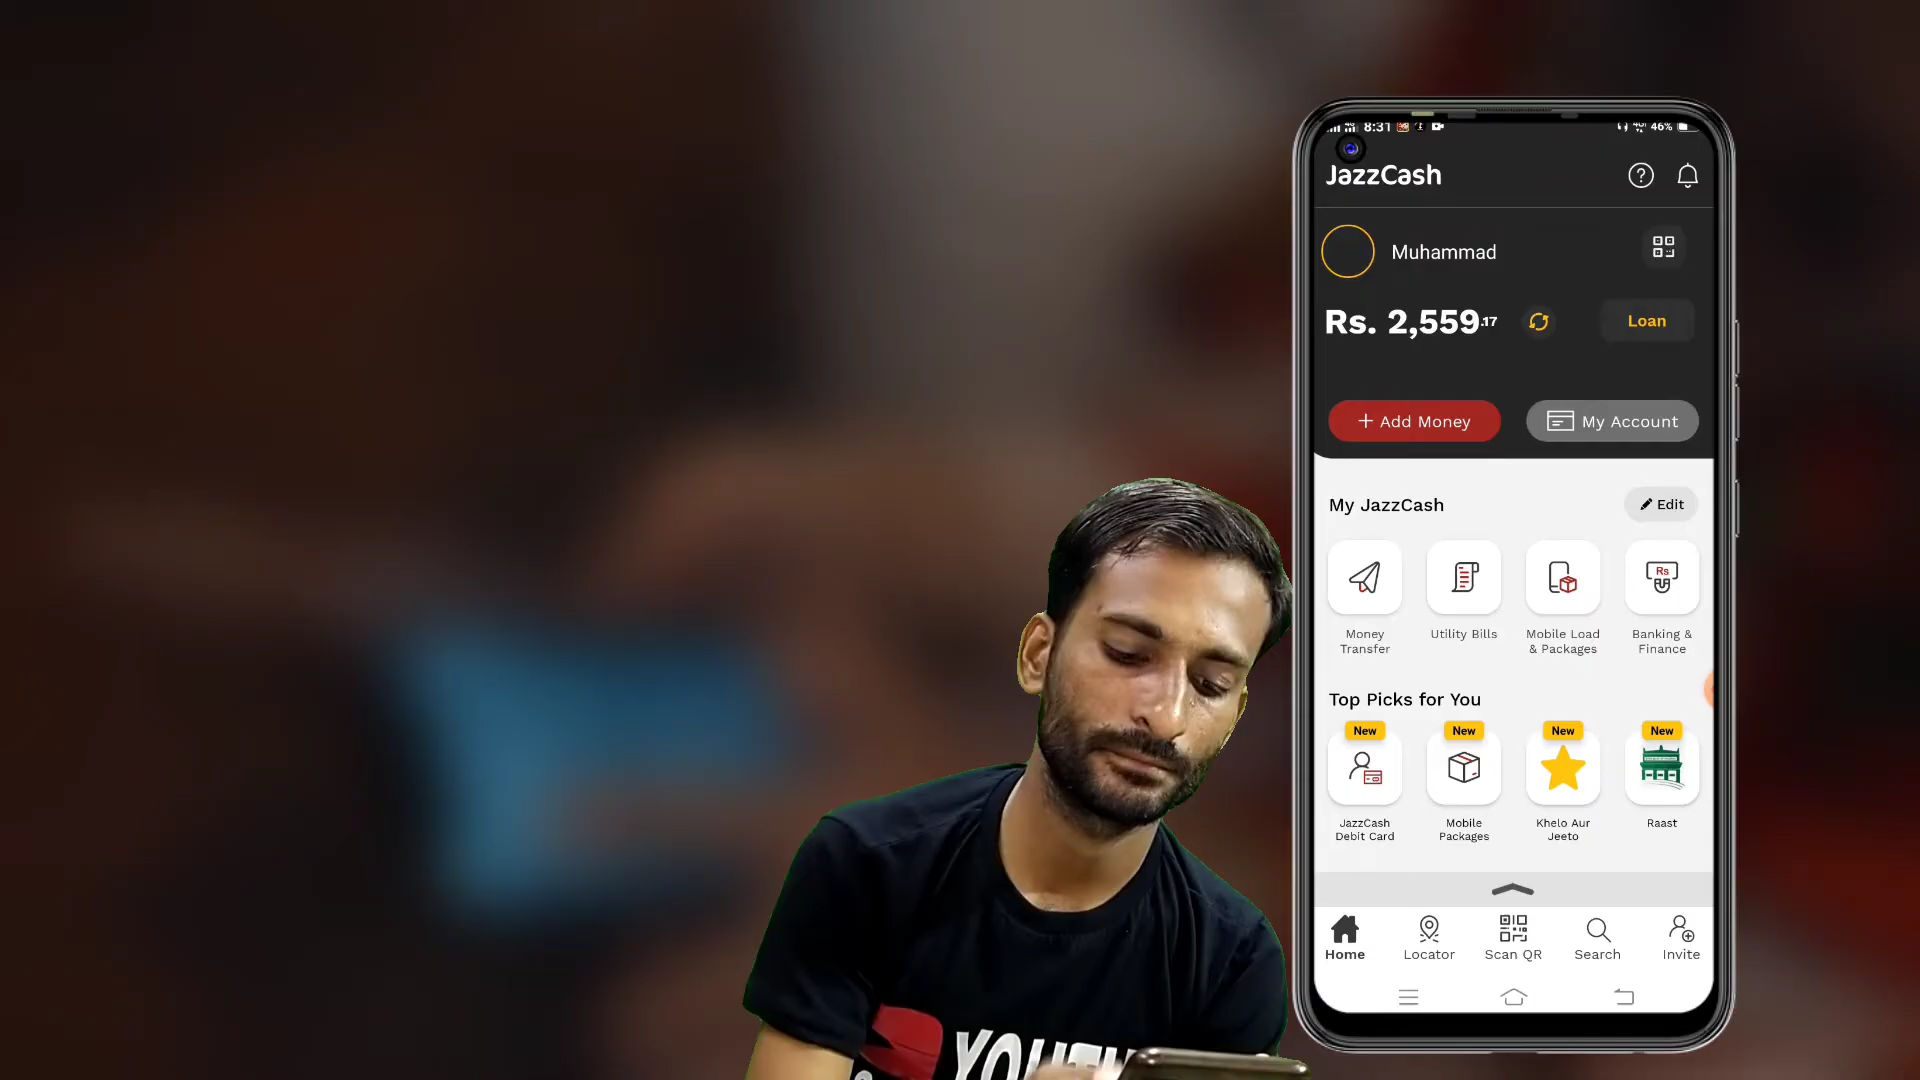 8:31
46%
JazzCash
Muhammad
Rs. 2,559.17
Loan
+ Add Money
My Account
My JazzCash
Edit
Rs
Money Transfer
Utility Bills
Mobile Load & Packages
Banking & Finance
Top Picks for You
New
New
New
New
JazzCash Debit Card
Mobile Packages
Khelo Aur Jeeto
Raast
Home
Locator
Scan QR
Search
Invite